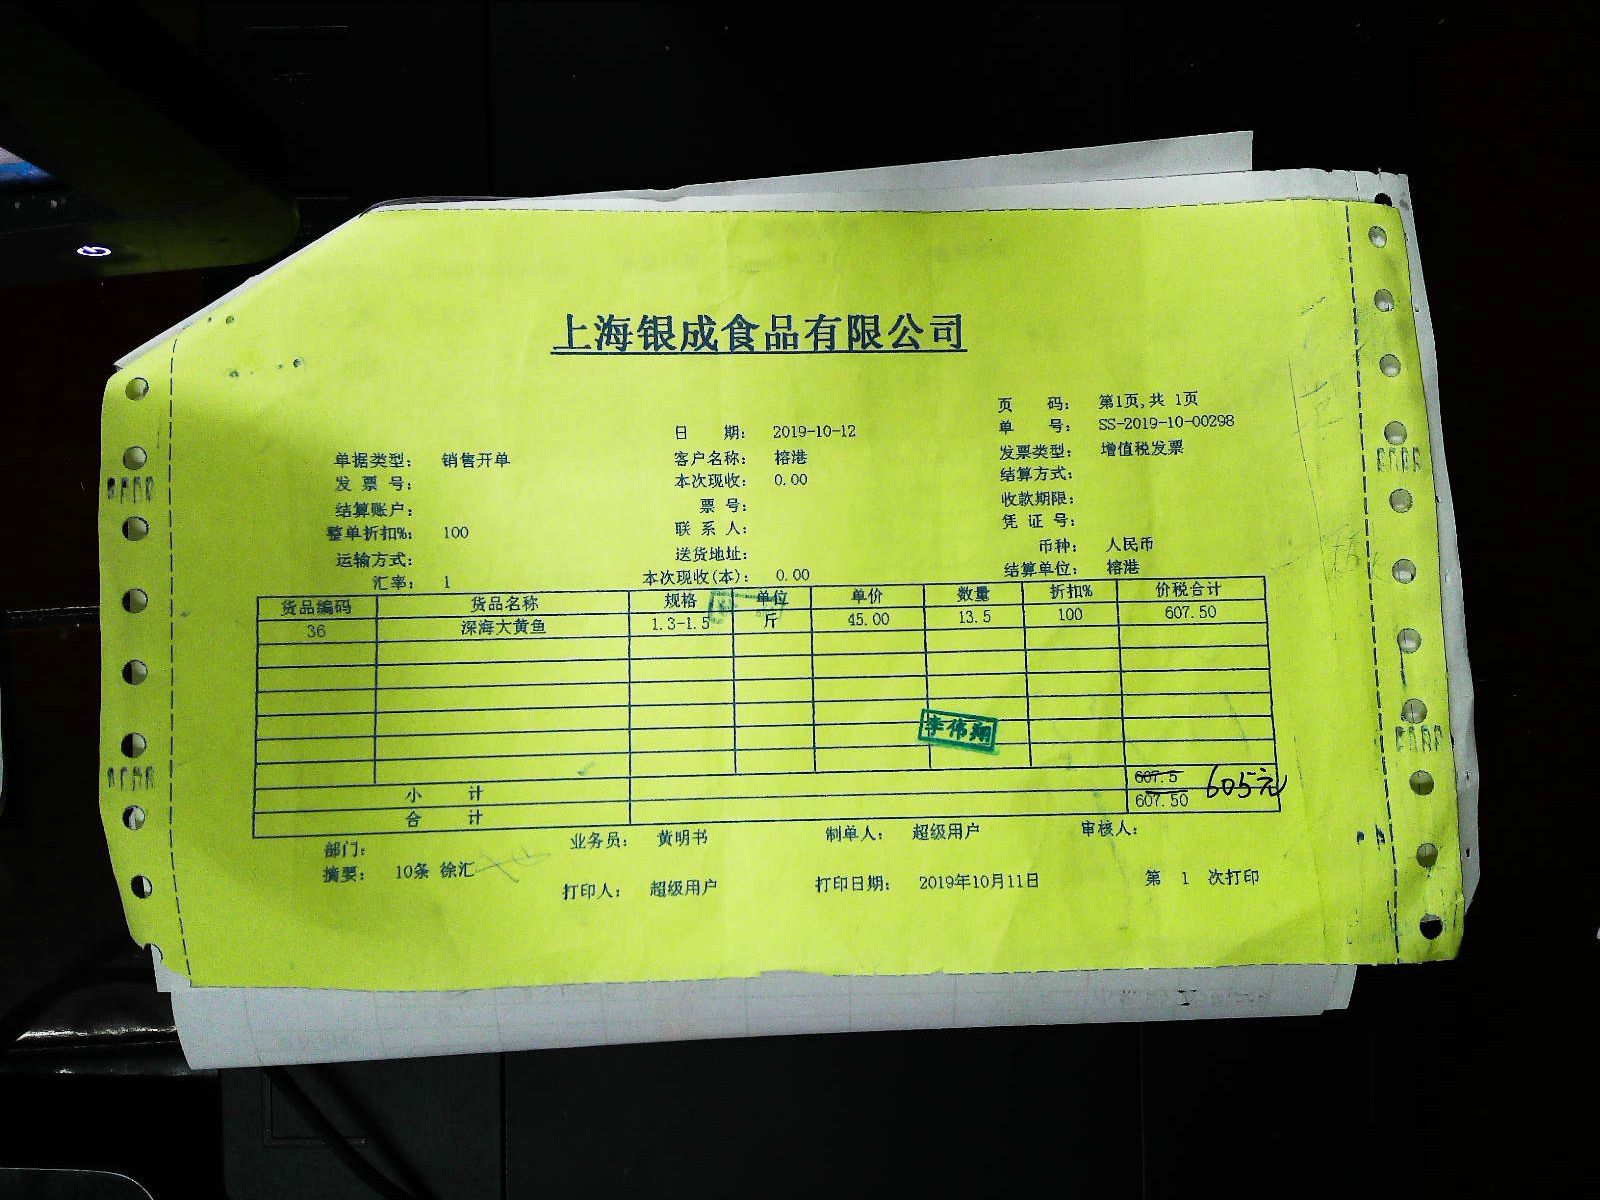 上海银成食品有限公司
页 码： 第1页,共 1页
日 期： 2019-10-12 单 号： SS-2019-10-00298
单据类型： 销售开单 客户名称： 榕港 发票类型： 增值税发票
发 票 号： 本次现收： 0.00 结算方式：
结算账户： 票 号： 收款期限：
整单折扣%： 100 联 系 人： 凭 证 号：
运输方式： 送货地址： 币种： 人民币
汇率： 1 本次现收(本)： 0.00 结算单位： 榕港
货品编码 货品名称 规格 单位 单价 数量 折扣% 价税合计
36 深海大黄鱼 1.3-1.5 斤 45.00 13.5 100 607.50
李伟翔
小 计 607.5 605元
合 计 607.50
部门： 业务员： 黄明书 制单人： 超级用户 审核人：
摘要： 10条 徐汇 打印人： 超级用户 打印日期： 2019年10月11日 第 1 次打印